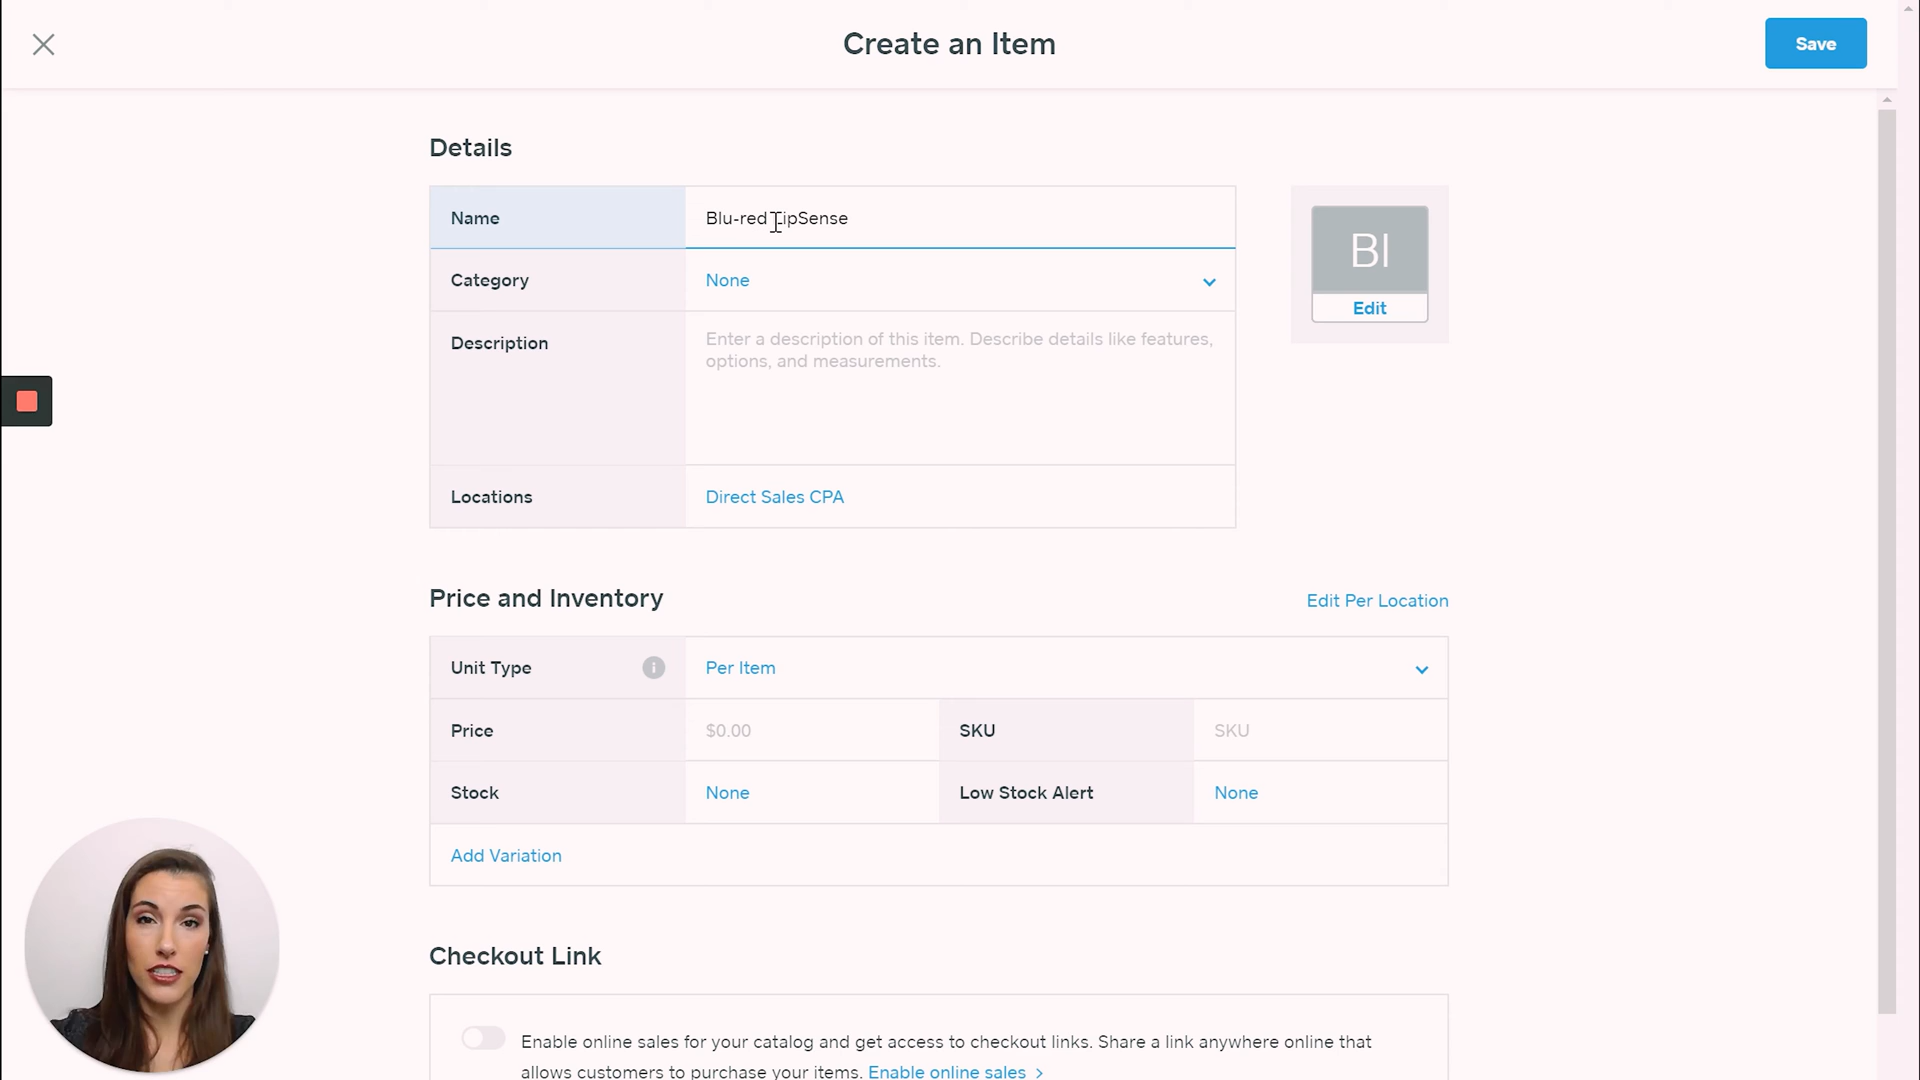 Create an Item
Save
Details
Name
Blu-red LipSense
BI
Edit
Category
None
Description
Enter a description of this item. Describe details like features,
options, and measurements.
Locations
Direct Sales CPA
Price and Inventory
Edit Per Location
Unit Type
i
Per Item
Price
$0.00
SKU
SKU
Stock
None
Low Stock Alert
None
Add Variation
Checkout Link
Enable online sales for your catalog and get access to checkout links. Share a link anywhere online that
allows customers to purchase your items. Enable online sales >